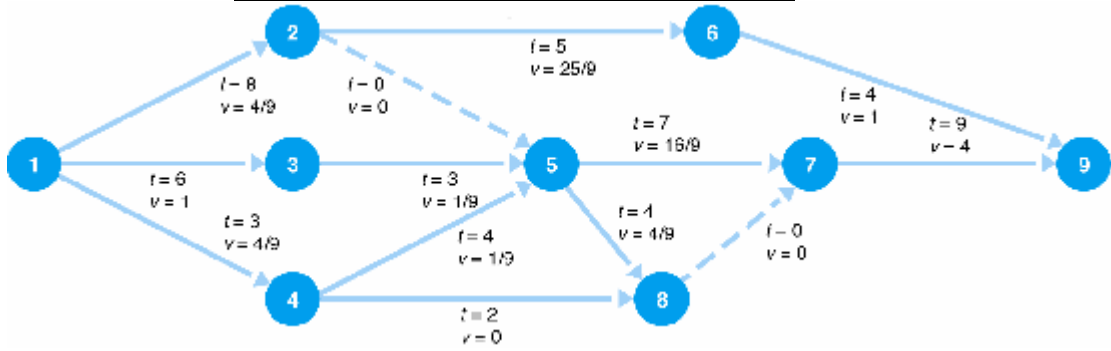 2
6
t = 5
v = 25/9
t = 8
v = 4/9
t = 0
v = 0
t = 4
v = 1
t = 7
v = 16/9
t = 9
v = 4
1
3
5
7
9
t = 6
v = 1
t = 3
v = 1/9
t = 3
v = 4/9
t = 4
v = 4/9
t = 4
v = 1/9
t = 0
v = 0
4
8
t = 2
v = 0